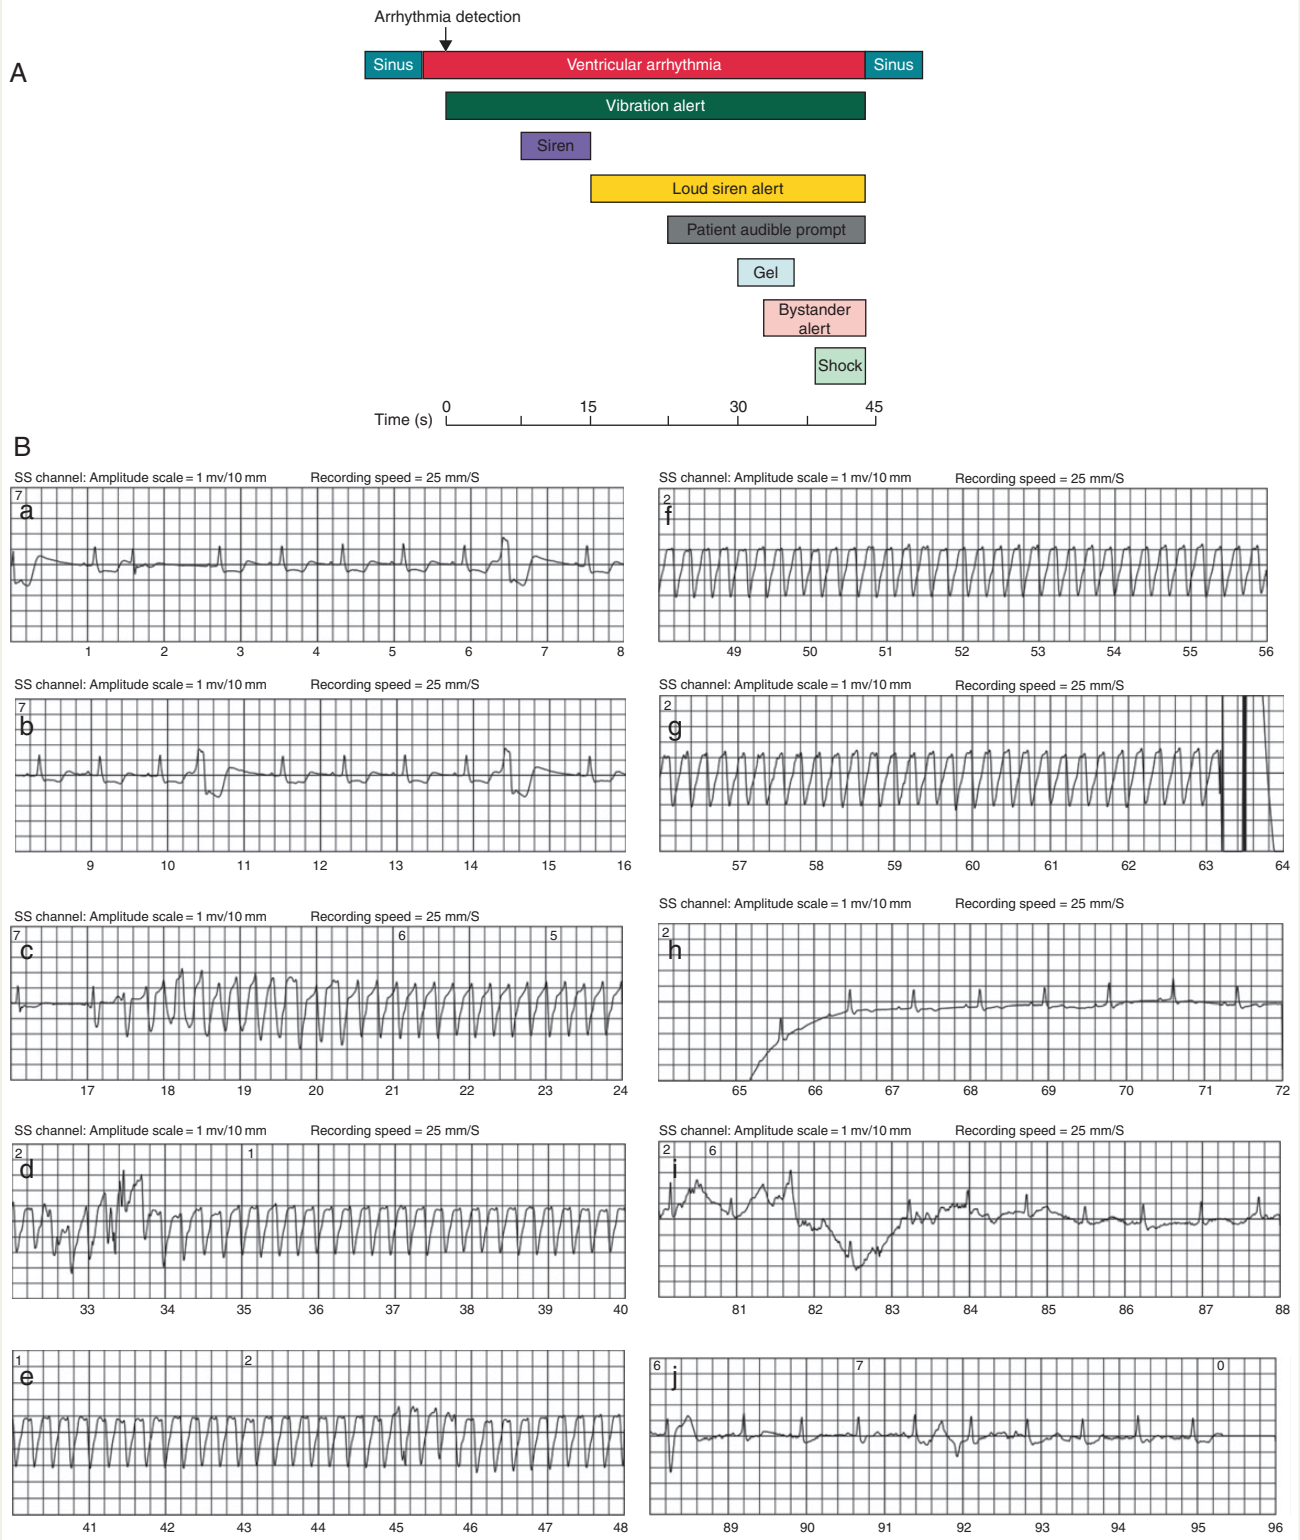 Arrhythmia detection
A
Sinus Ventricular arrhythmia Sinus
Vibration alert
Siren
Loud siren alert
Patient audible prompt
Gel
Bystander
alert
Shock
0 15 30 45
Time (s)
B
SS channel: Amplitude scale = 1 mv/10 mm Recording speed = 25 mm/S
7
a
1 2 3 4 5 6 7 8
SS channel: Amplitude scale = 1 mv/10 mm Recording speed = 25 mm/S
7
b
9 10 11 12 13 14 15 16
SS channel: Amplitude scale = 1 mv/10 mm Recording speed = 25 mm/S
7 6 5
c
17 18 19 20 21 22 23 24
SS channel: Amplitude scale = 1 mv/10 mm Recording speed = 25 mm/S
2 1
d
33 34 35 36 37 38 39 40
1 2
e
41 42 43 44 45 46 47 48
SS channel: Amplitude scale = 1 mv/10 mm Recording speed = 25 mm/S
2
f
49 50 51 52 53 54 55 56
SS channel: Amplitude scale = 1 mv/10 mm Recording speed = 25 mm/S
2
g
57 58 59 60 61 62 63 64
SS channel: Amplitude scale = 1 mv/10 mm Recording speed = 25 mm/S
2
h
65 66 67 68 69 70 71 72
SS channel: Amplitude scale = 1 mv/10 mm Recording speed = 25 mm/S
2 6
i
81 82 83 84 85 86 87 88
6 7 0
j
89 90 91 92 93 94 95 96